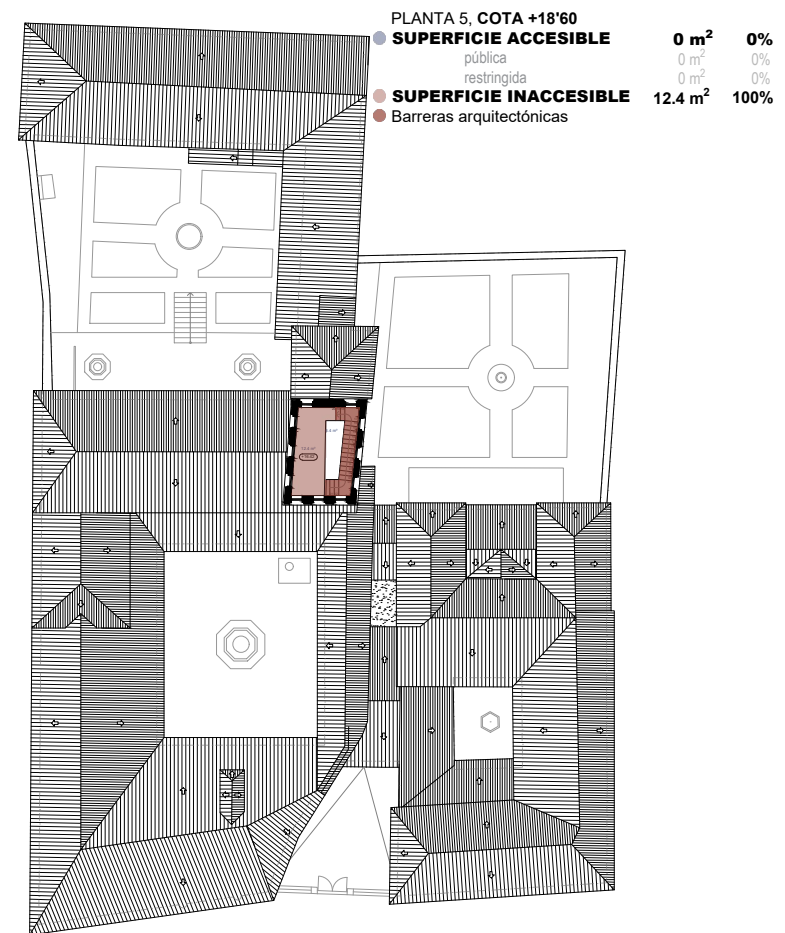 PLANTA 5, COTA +18'60
SUPERFICIE ACCESIBLE 0 m² 0%
pública 0 m² 0%
restringida 0 m² 0%
SUPERFICIE INACCESIBLE 12.4 m² 100%
Barreras arquitectónicas